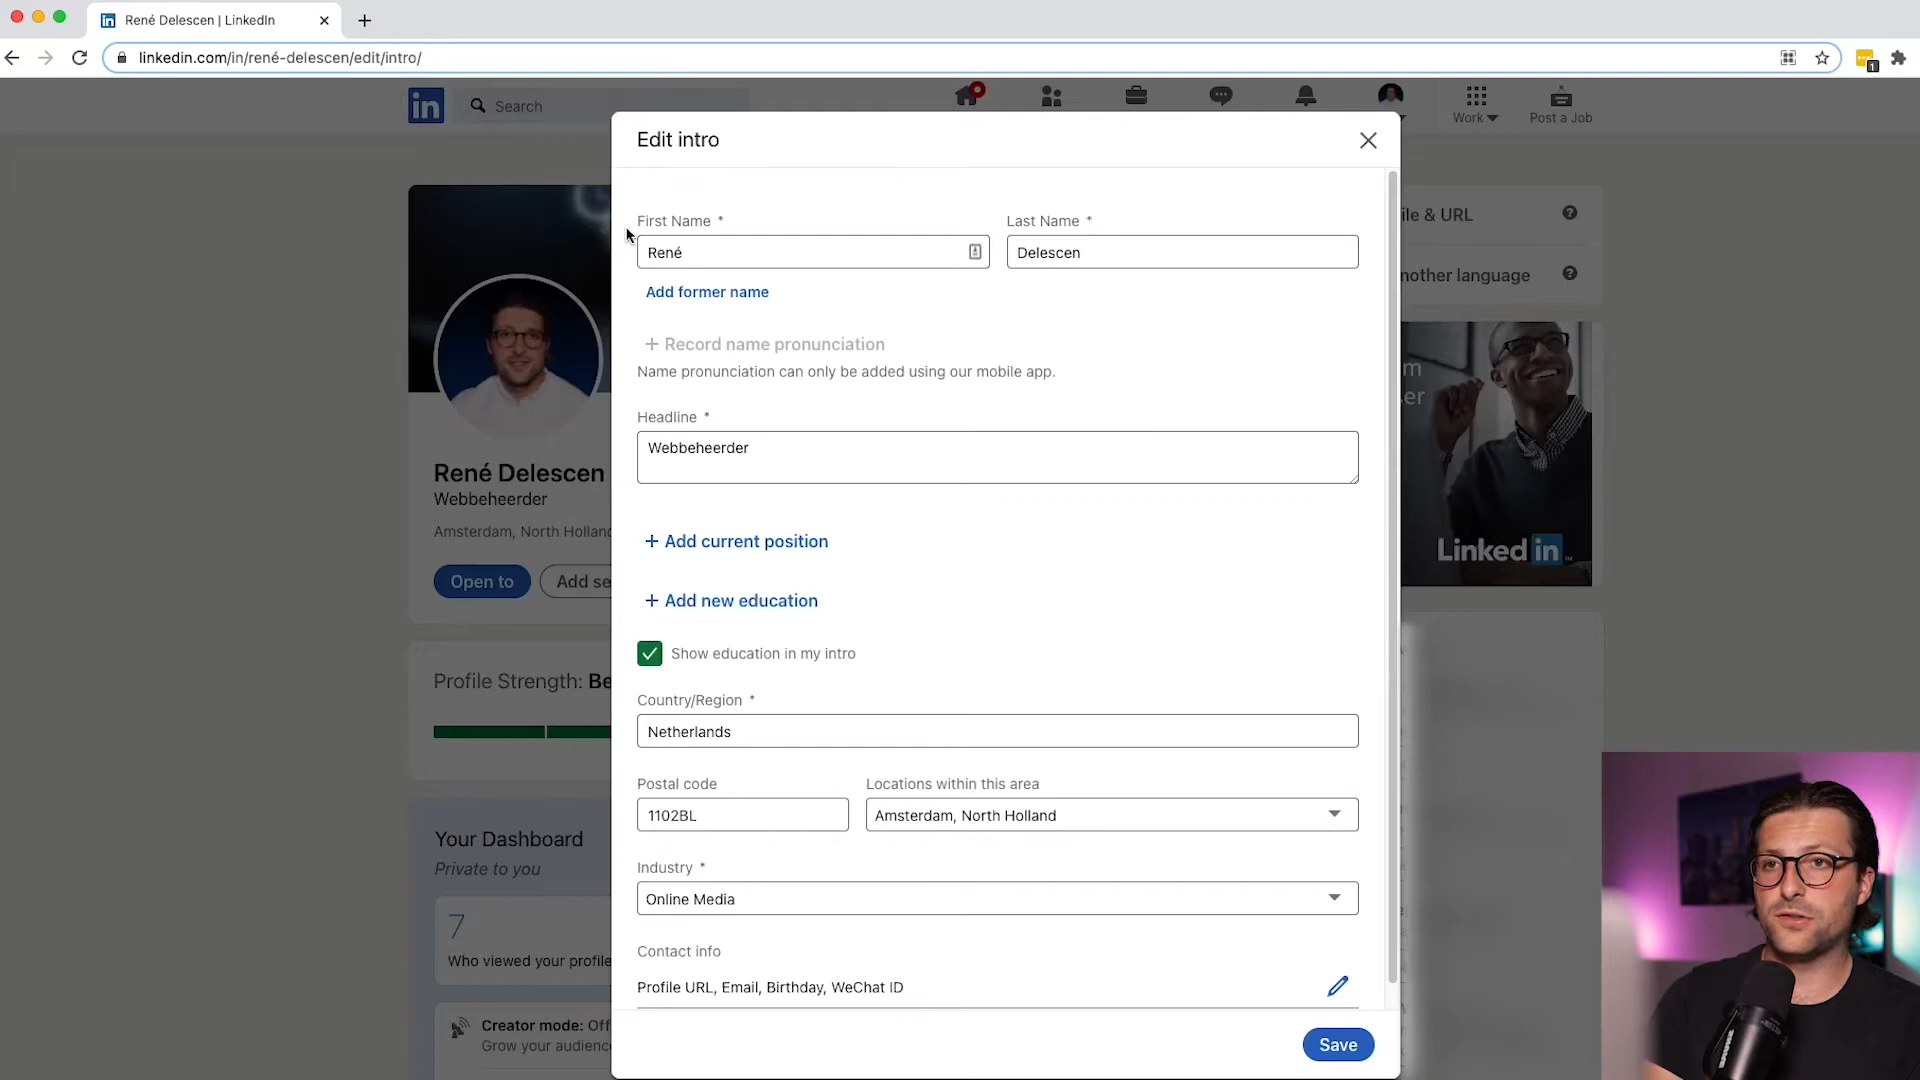 René Delescen | LinkedIn
linkedin.com/in/rené-delescen/edit/intro/
1
in
Search
Work
Post a Job
Edit intro
First Name *
Last Name *
René
Delescen
Add former name
+ Record name pronunciation
Name pronunciation can only be added using our mobile app.
Headline *
Webbeheerder
+ Add current position
+ Add new education
Show education in my intro
Country/Region *
Netherlands
Postal code
Locations within this area
1102BL
Amsterdam, North Holland
Industry *
Online Media
Contact info
Profile URL, Email, Birthday, WeChat ID
Save
René Delescen
Webbeheerder
Amsterdam, North Holland
Open to
Add se
Profile Strength: Be
Your Dashboard
Private to you
7
Who viewed your profile
Creator mode: Off
Grow your audienc
ile & URL
nother language
m
er
Linked in